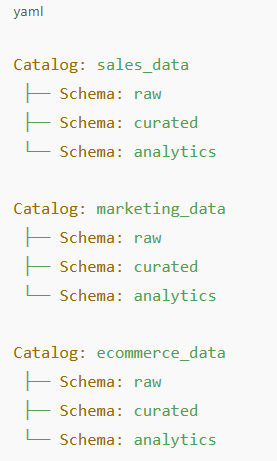 yaml
Catalog: sales_data
├── Schema: raw
├── Schema: curated
└── Schema: analytics
Catalog: marketing_data
├── Schema: raw
├── Schema: curated
└── Schema: analytics
Catalog: ecommerce_data
├── Schema: raw
├── Schema: curated
└── Schema: analytics